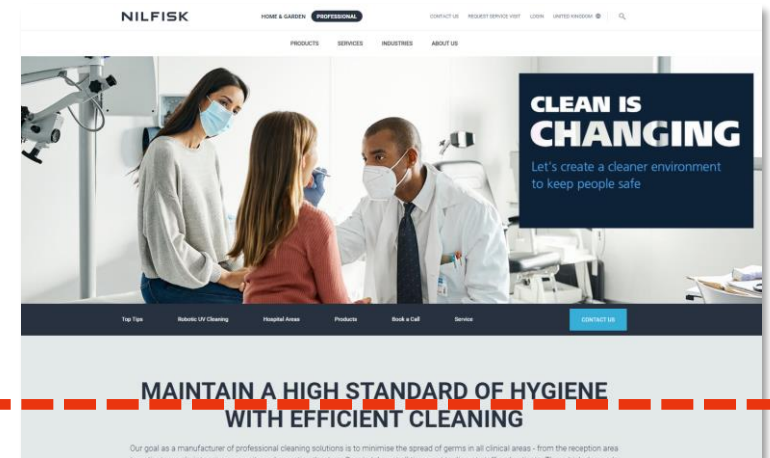 NILFISK
HOME & GARDEN PROFESSIONAL
CONTACT US REQUEST SERVICE VISIT LOGIN UNITED KINGDOM
PRODUCTS SERVICES INDUSTRIES ABOUT US
CLEAN IS
CHANGING
Let's create a cleaner environment
to keep people safe
Top Tips Robotic UV Cleaning Hospital Areas Products Book a Call Service CONTACT US
MAINTAIN A HIGH STANDARD OF HYGIENE
WITH EFFICIENT CLEANING
Our goal as a manufacturer of professional cleaning solutions is to minimise the spread of germs in all clinical areas - from the reception area